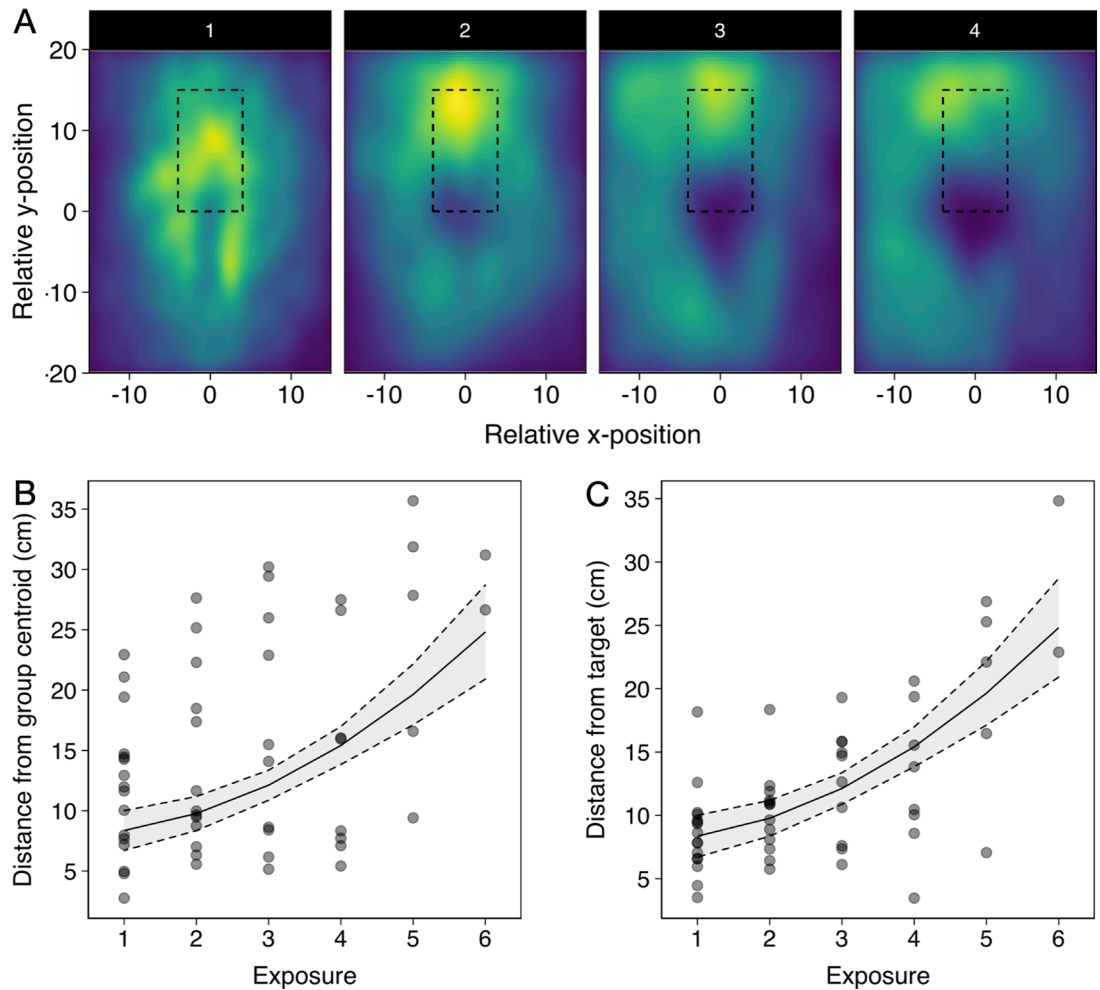 A
1 2 3 4
Relative y-position
20
10
0
-10
·20
-10 0 10 -10 0 10 -10 0 10 -10 0 10
Relative x-position
B
Distance from group centroid (cm)
35
30
25
20
15
10
5
1 2 3 4 5 6
Exposure
C
Distance from target (cm)
35
30
25
20
15
10
5
1 2 3 4 5 6
Exposure